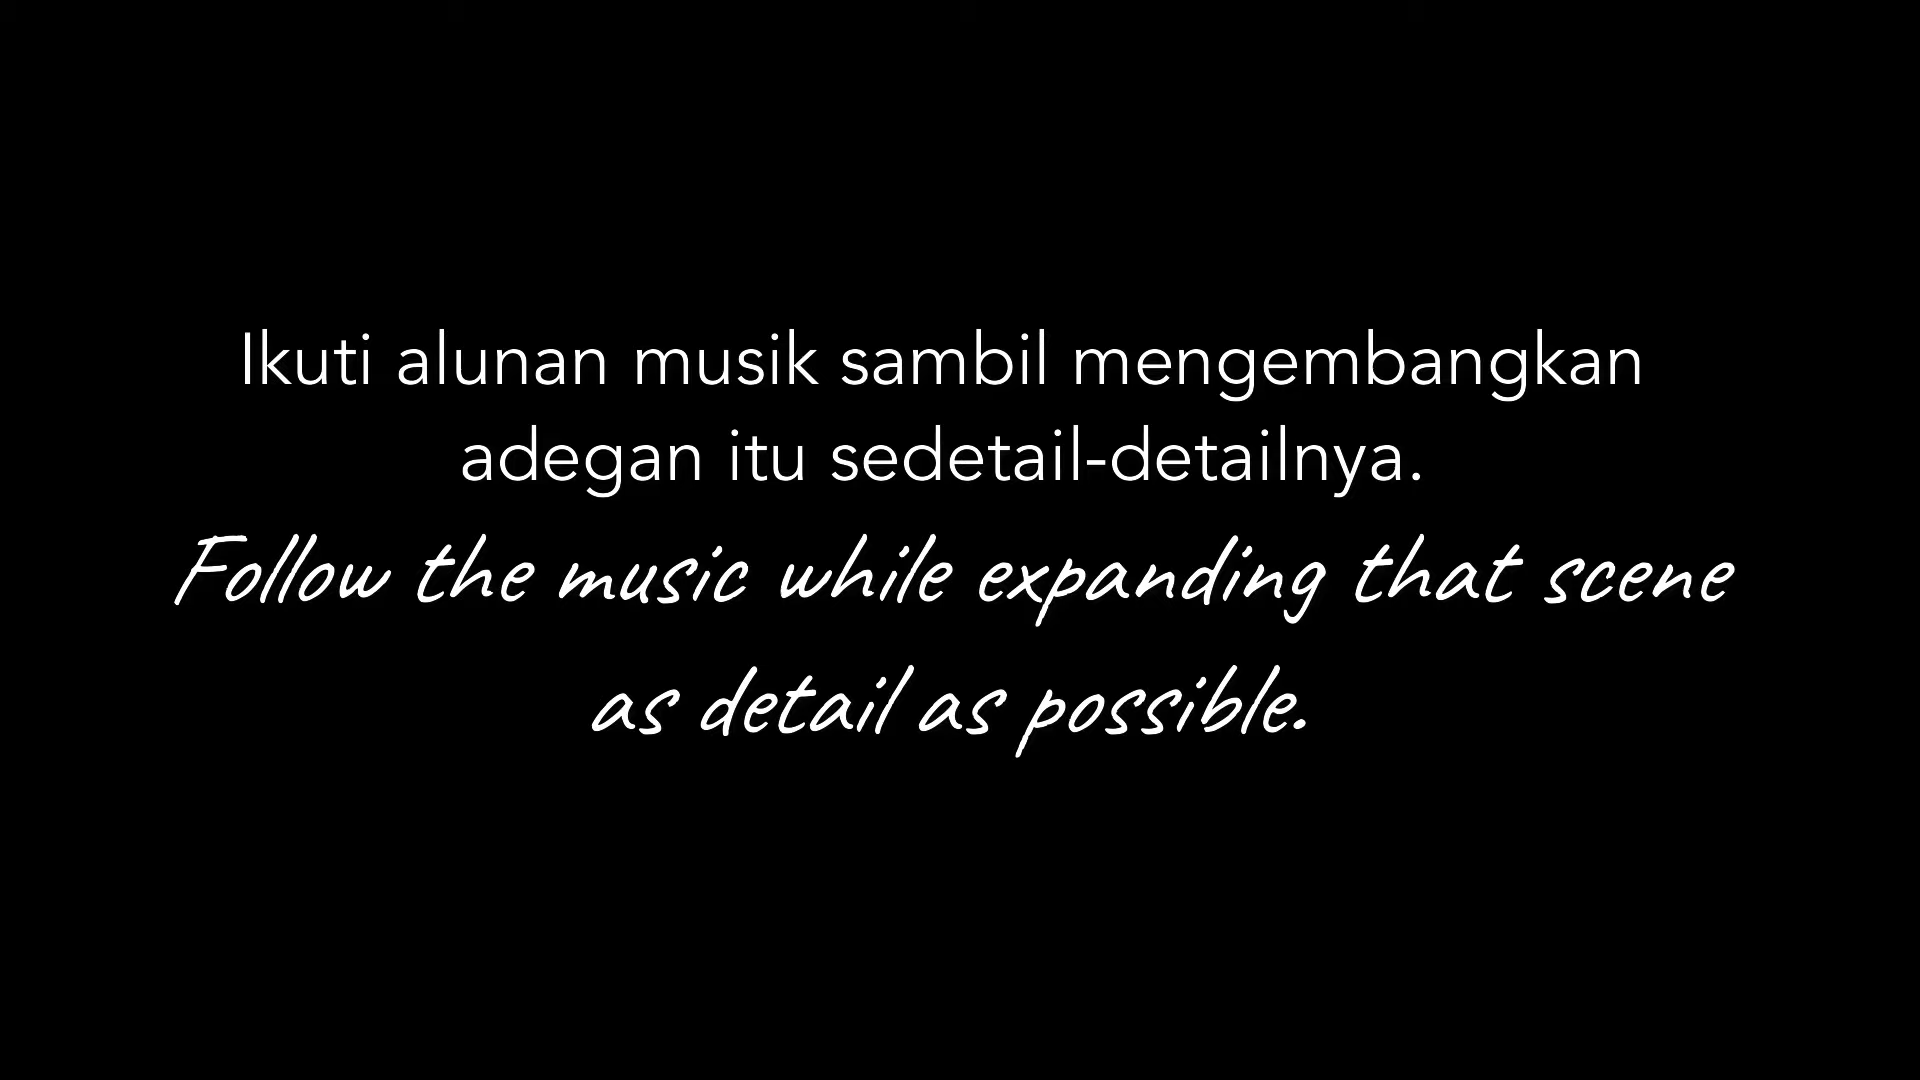 Ikuti alunan musik sambil mengembangkan
adegan itu sedetail-detailnya.
Follow the music while expanding that scene
as detail as possible.